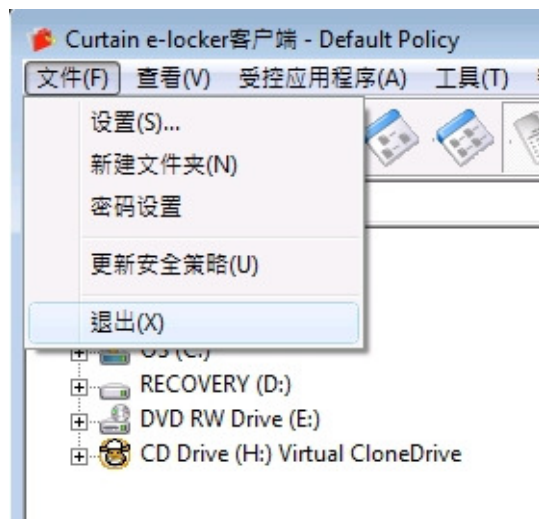 Curtain e-locker客户端 - Default Policy
文件(F) 查看(V) 受控应用程序(A) 工具(T)
设置(S)...
新建文件夹(N)
密码设置
更新安全策略(U)
退出(X)
OS (C:)
RECOVERY (D:)
DVD RW Drive (E:)
CD Drive (H:) Virtual CloneDrive